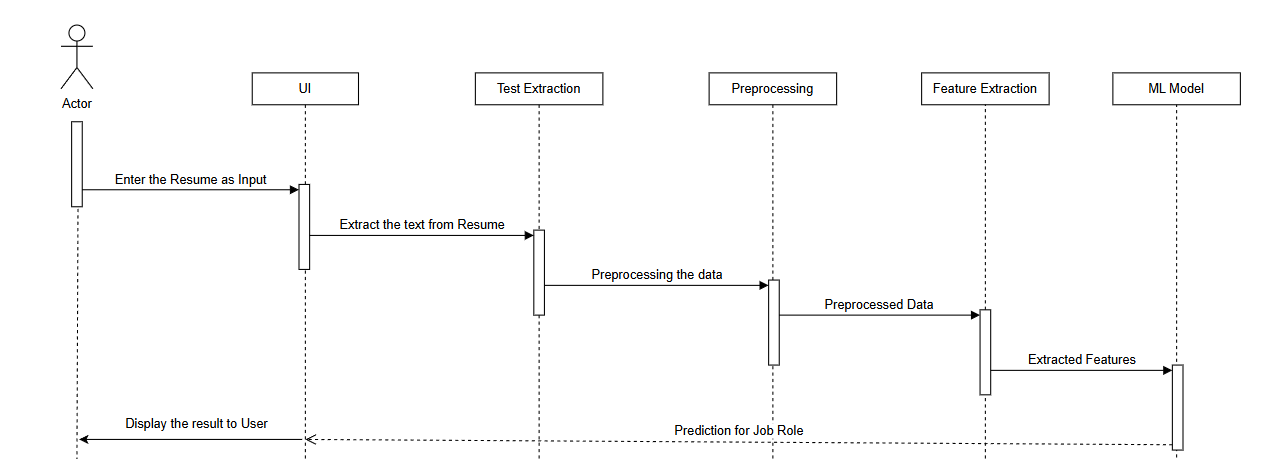 Actor
UI
Test Extraction
Preprocessing
Feature Extraction
ML Model
Enter the Resume as Input
Extract the text from Resume
Preprocessing the data
Preprocessed Data
Extracted Features
Display the result to User
Prediction for Job Role